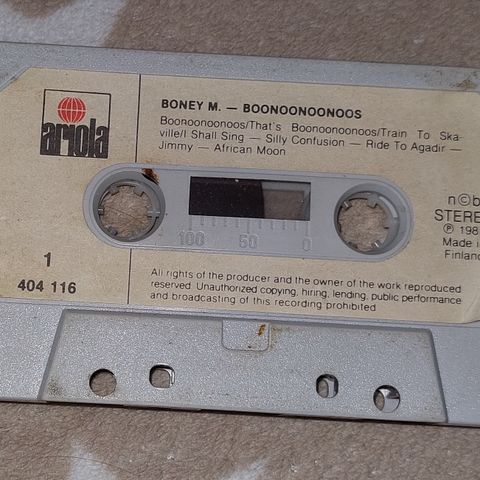 ariola
BONEY M. — BOONOONOONOOS
Boonoonoonoos/That's Boonoonoonoos/Train To Ska-
ville/I Shall Sing — Silly Confusion — Ride To Agadir —
Jimmy — African Moon
n©b
STERE
℗ 198
Made i
Finlan
100 50 0
1
404 116
All rights of the producer and the owner of the work reproduced
reserved. Unauthorized copying, hiring, lending, public performance
and broadcasting of this recording prohibited